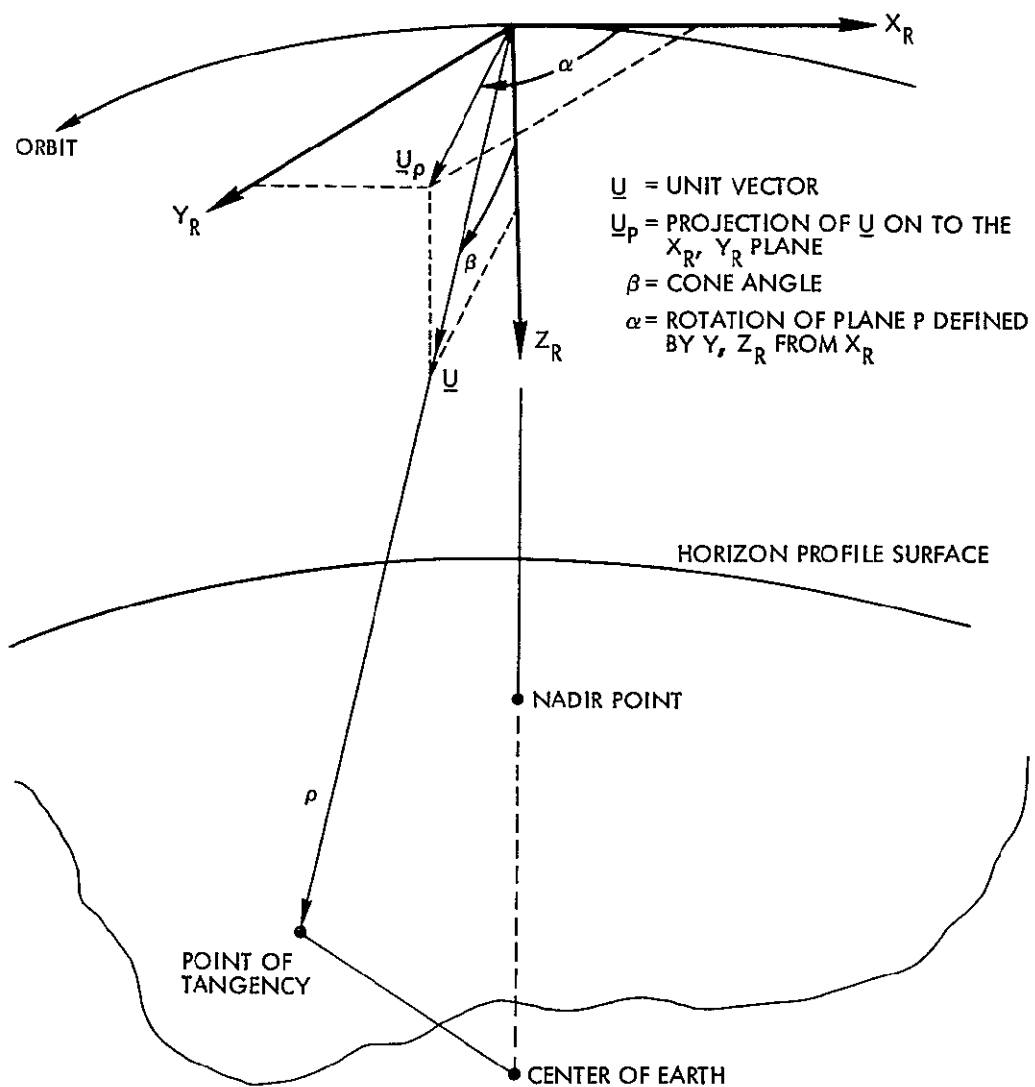 X_R
α
ORBIT
U_ρ
Y_R
β
Z_R
U
U = UNIT VECTOR
U_P = PROJECTION OF U ON TO THE
X_R, Y_R PLANE
β = CONE ANGLE
α = ROTATION OF PLANE P DEFINED
BY Y, Z_R FROM X_R
HORIZON PROFILE SURFACE
NADIR POINT
ρ
POINT OF
TANGENCY
CENTER OF EARTH